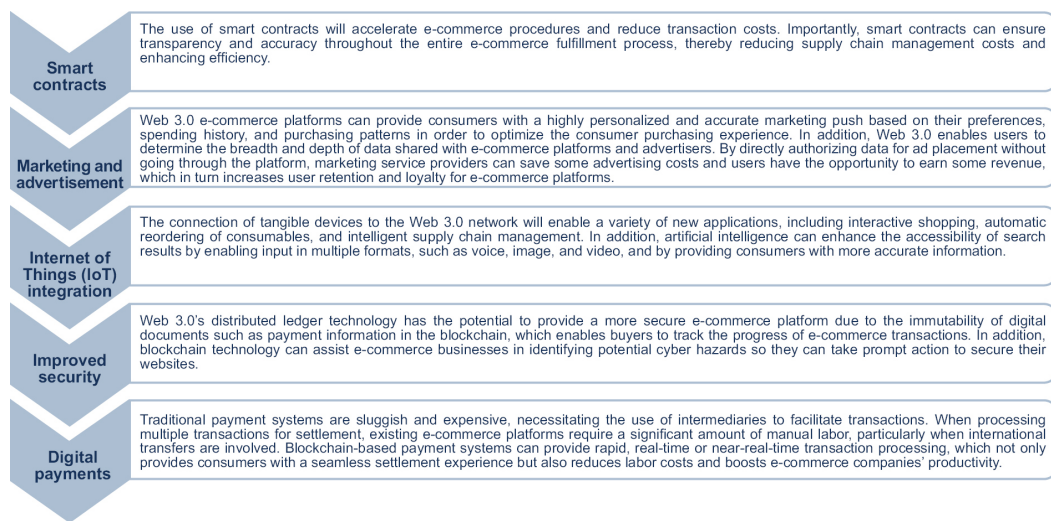 Smart
contracts
The use of smart contracts will accelerate e-commerce procedures and reduce transaction costs. Importantly, smart contracts can ensure
transparency and accuracy throughout the entire e-commerce fulfillment process, thereby reducing supply chain management costs and
enhancing efficiency.
Marketing and
advertisement
Web 3.0 e-commerce platforms can provide consumers with a highly personalized and accurate marketing push based on their preferences,
spending history, and purchasing patterns in order to optimize the consumer purchasing experience. In addition, Web 3.0 enables users to
determine the breadth and depth of data shared with e-commerce platforms and advertisers. By directly authorizing data for ad placement without
going through the platform, marketing service providers can save some advertising costs and users have the opportunity to earn some revenue,
which in turn increases user retention and loyalty for e-commerce platforms.
Internet of
Things (IoT)
integration
The connection of tangible devices to the Web 3.0 network will enable a variety of new applications, including interactive shopping, automatic
reordering of consumables, and intelligent supply chain management. In addition, artificial intelligence can enhance the accessibility of search
results by enabling input in multiple formats, such as voice, image, and video, and by providing consumers with more accurate information.
Improved
security
Web 3.0's distributed ledger technology has the potential to provide a more secure e-commerce platform due to the immutability of digital
documents such as payment information in the blockchain, which enables buyers to track the progress of e-commerce transactions. In addition,
blockchain technology can assist e-commerce businesses in identifying potential cyber hazards so they can take prompt action to secure their
websites.
Digital
payments
Traditional payment systems are sluggish and expensive, necessitating the use of intermediaries to facilitate transactions. When processing
multiple transactions for settlement, existing e-commerce platforms require a significant amount of manual labor, particularly when international
transfers are involved. Blockchain-based payment systems can provide rapid, real-time or near-real-time transaction processing, which not only
provides consumers with a seamless settlement experience but also reduces labor costs and boosts e-commerce companies' productivity.